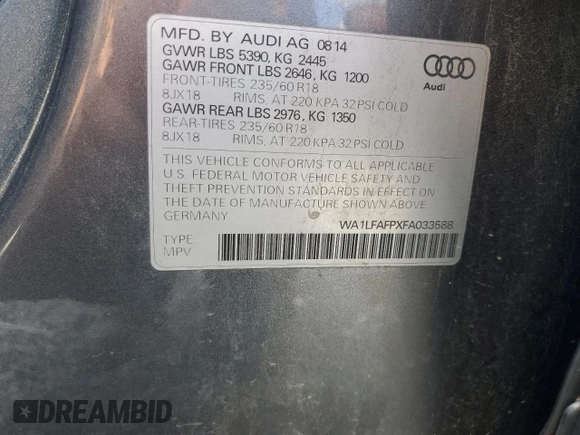 MFD. BY AUDI AG 08 14
GVWR LBS 5390, KG 2445
GAWR FRONT LBS 2646, KG 1200
FRONT-TIRES 235/60 R18
8JX18 RIMS, AT 220 KPA 32 PSI COLD
GAWR REAR LBS 2976, KG 1350
REAR-TIRES 235/60 R18
8JX18 RIMS, AT 220 KPA 32 PSI COLD
Audi
THIS VEHICLE CONFORMS TO ALL APPLICABLE
U.S. FEDERAL MOTOR VEHICLE SAFETY AND
THEFT PREVENTION STANDARDS IN EFFECT ON
THE DATE OF MANUFACTURE SHOWN ABOVE
GERMANY
WA1LFAFPXFA033588
TYPE
MPV
DREAMBID